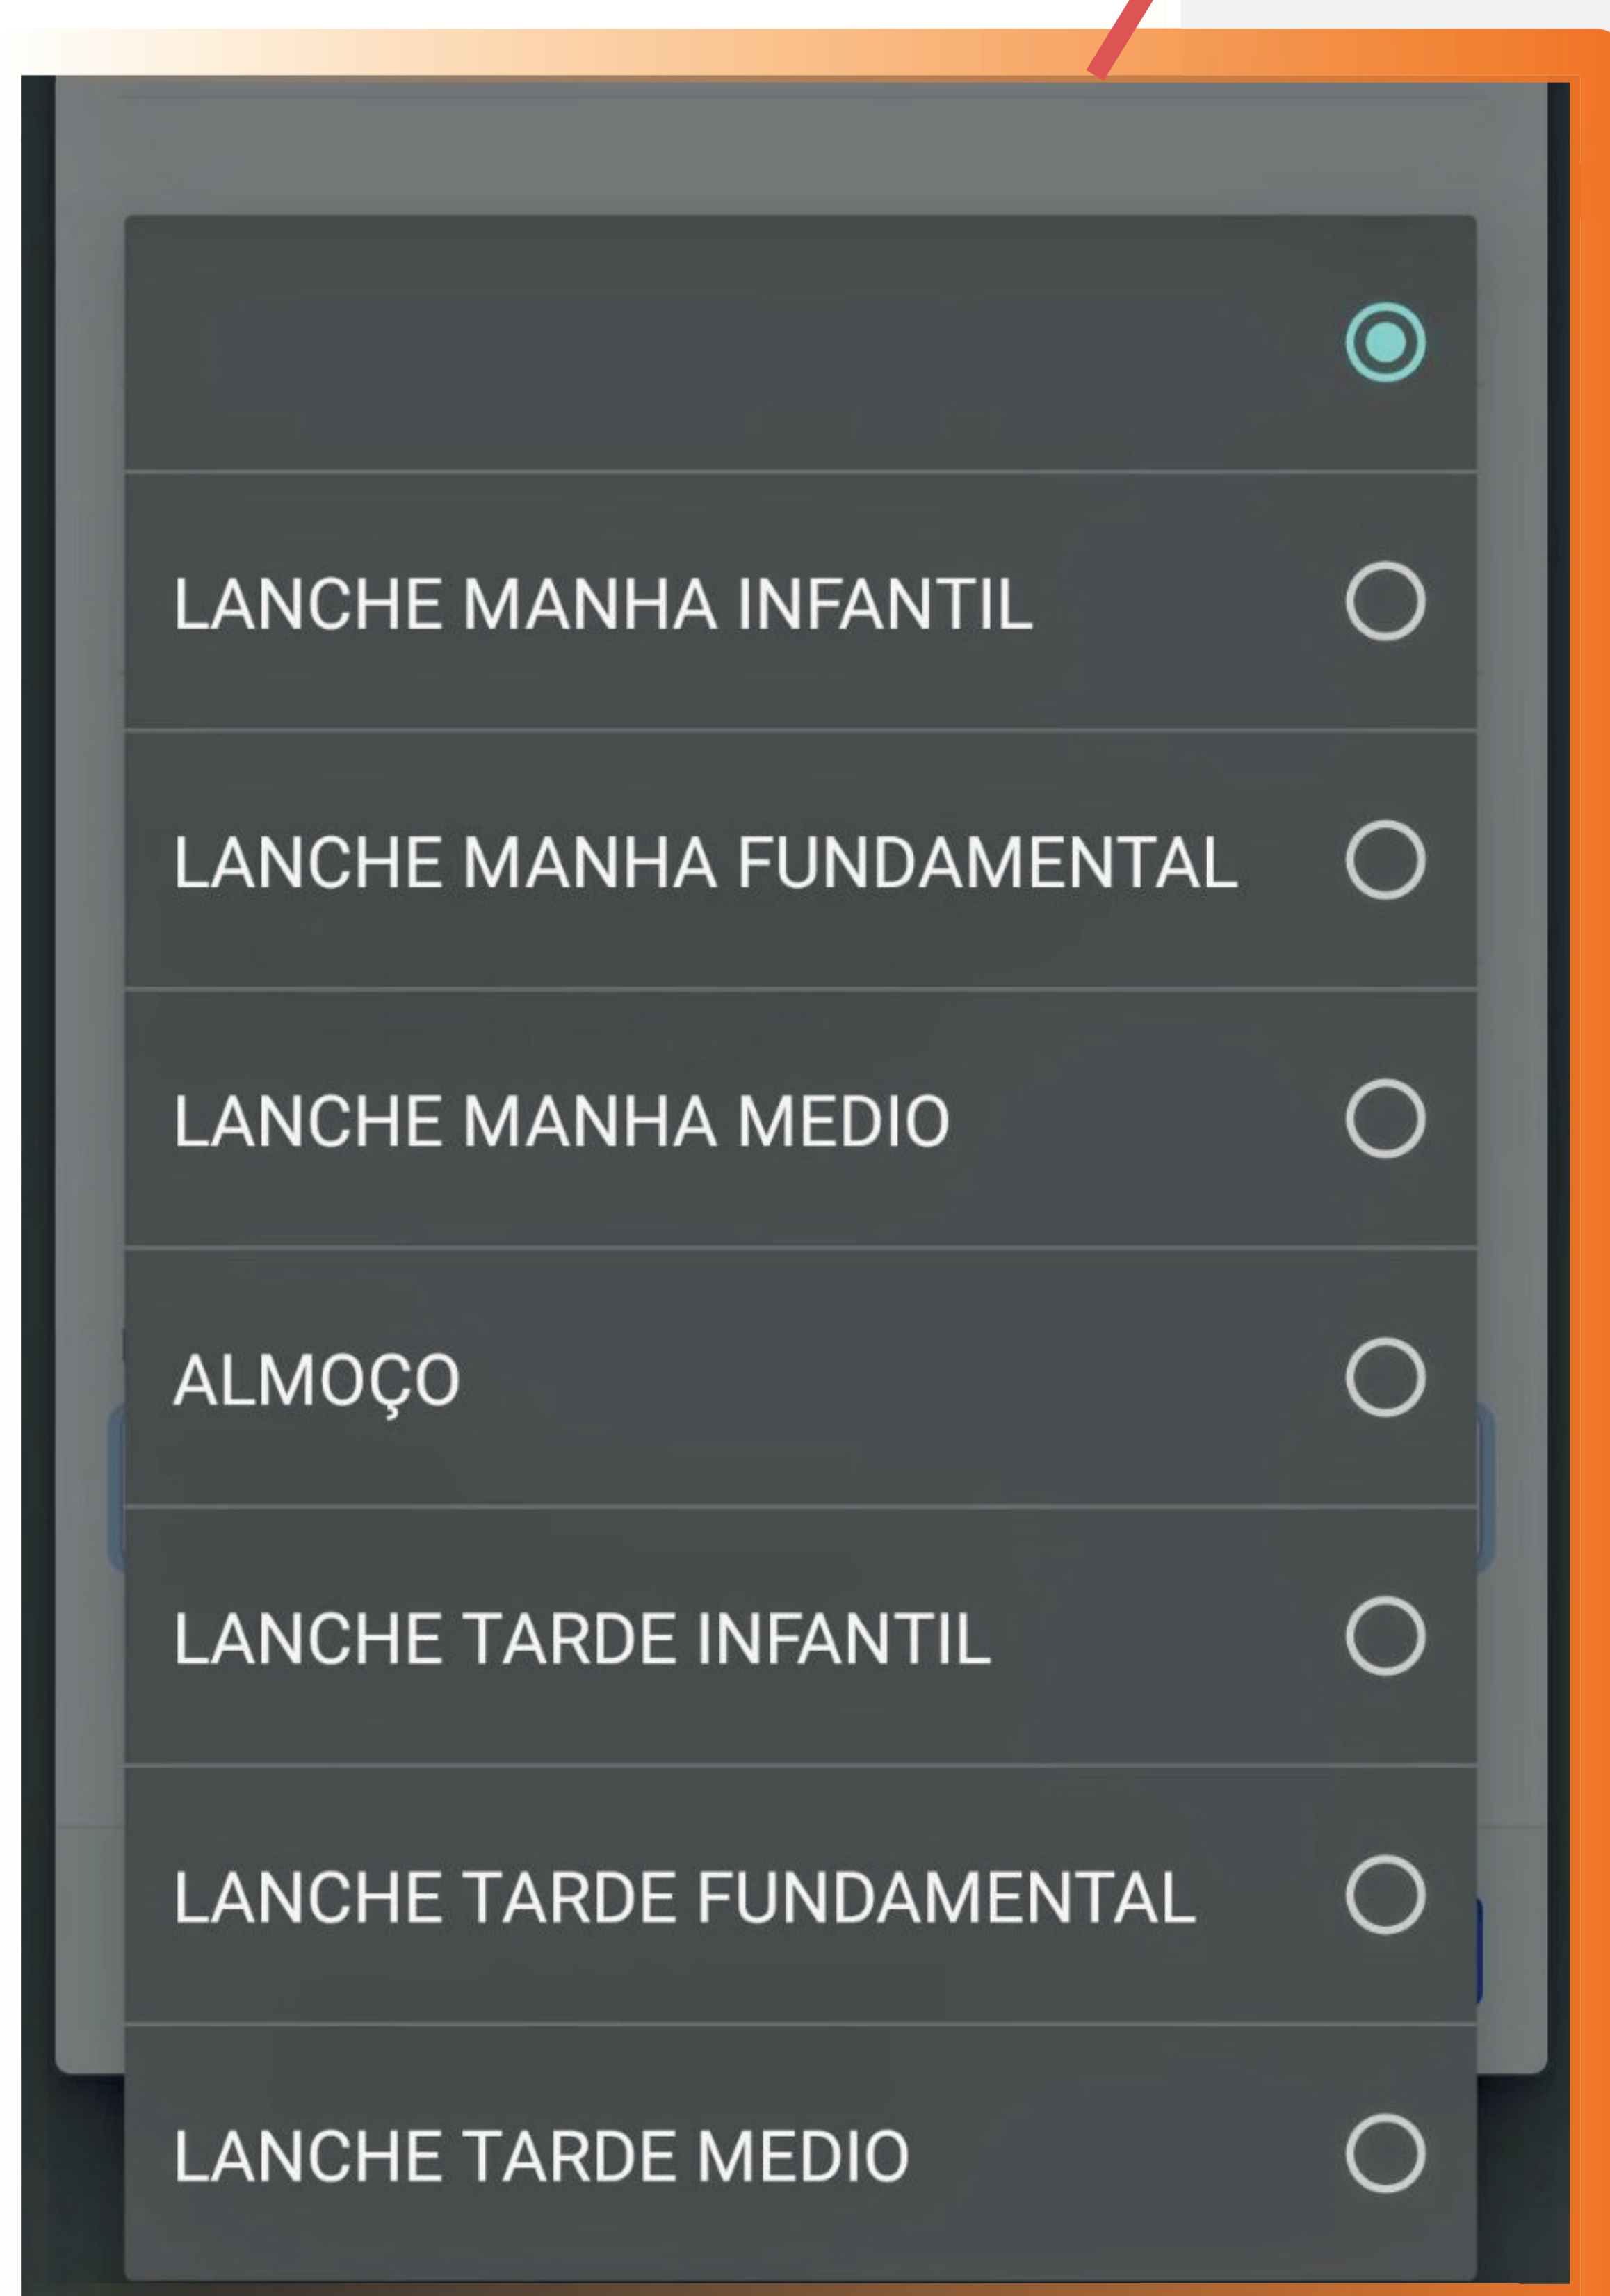 LANCHE MANHA INFANTIL
LANCHE MANHA FUNDAMENTAL
LANCHE MANHA MEDIO
ALMOÇO
LANCHE TARDE INFANTIL
LANCHE TARDE FUNDAMENTAL
LANCHE TARDE MEDIO